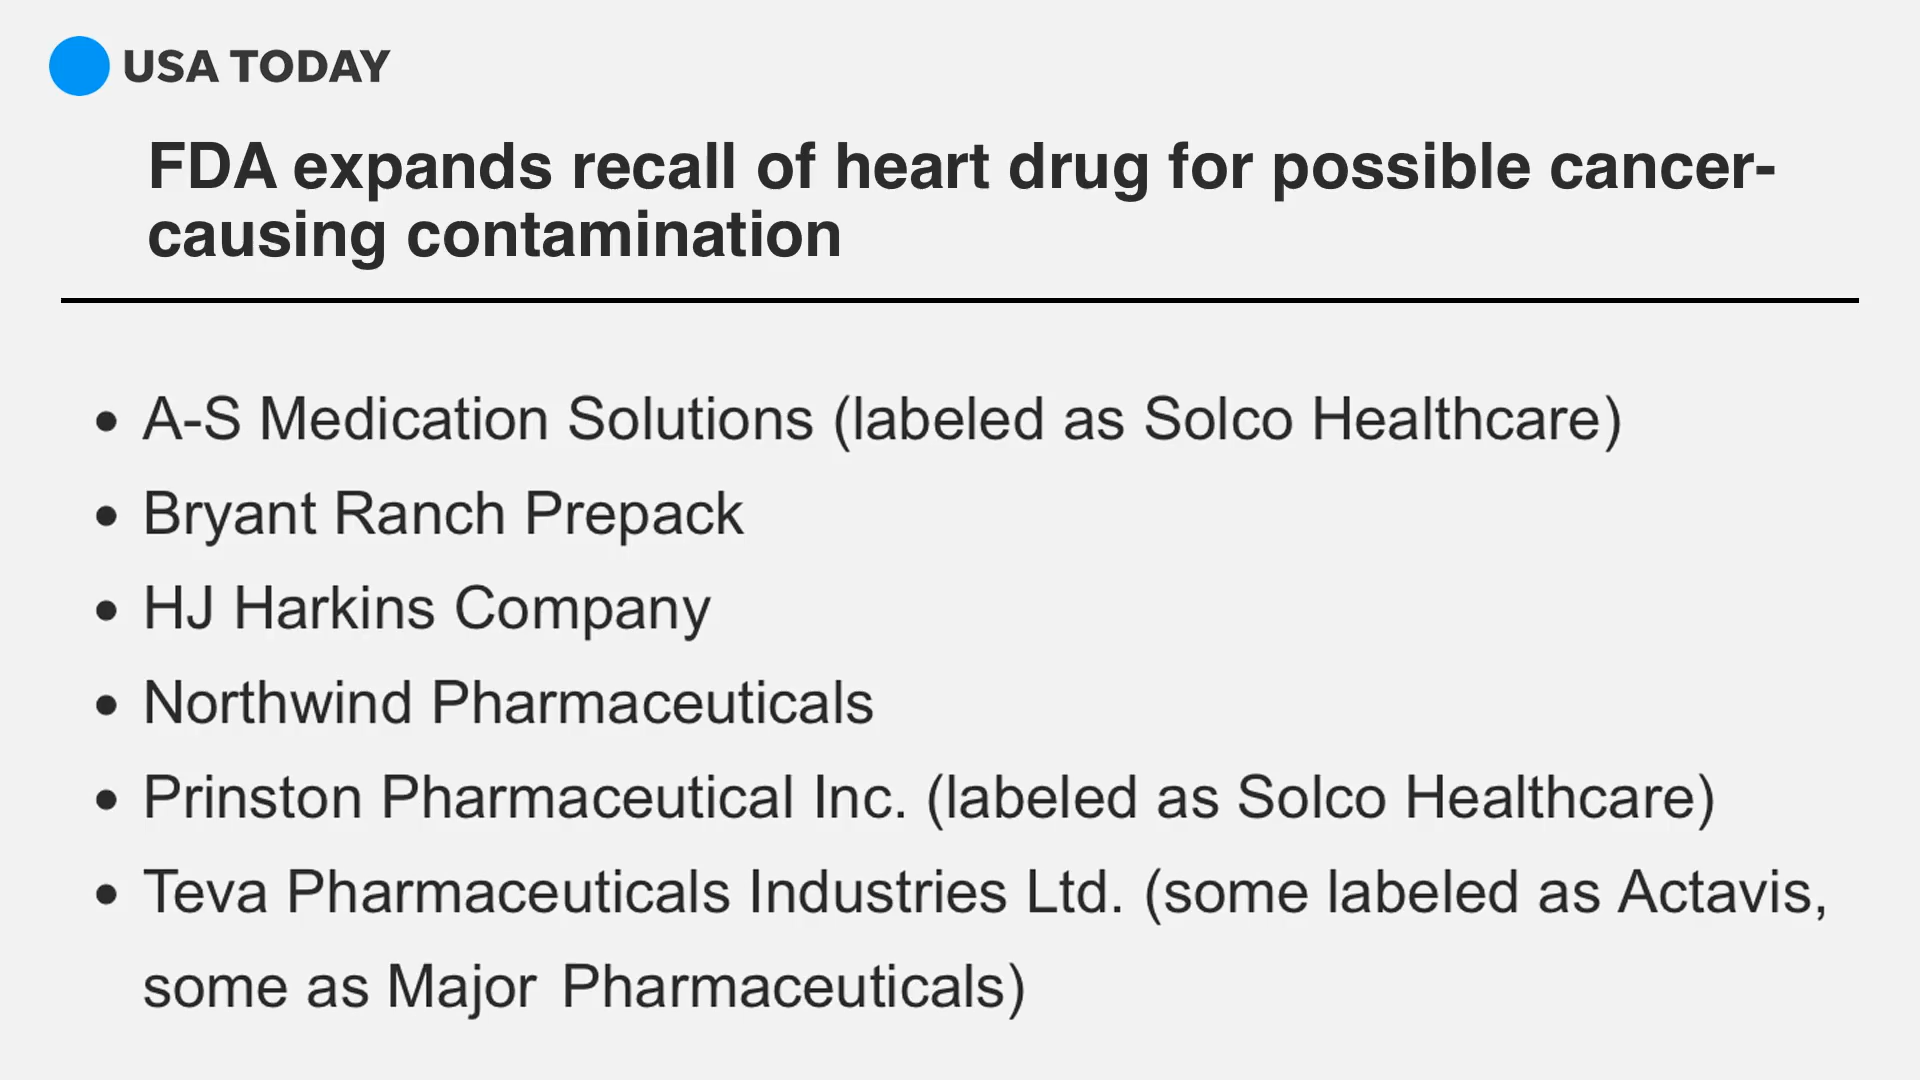 USA TODAY
FDA expands recall of heart drug for possible cancer-
causing contamination
• A-S Medication Solutions (labeled as Solco Healthcare)
• Bryant Ranch Prepack
• HJ Harkins Company
• Northwind Pharmaceuticals
• Prinston Pharmaceutical Inc. (labeled as Solco Healthcare)
• Teva Pharmaceuticals Industries Ltd. (some labeled as Actavis,
some as Major Pharmaceuticals)